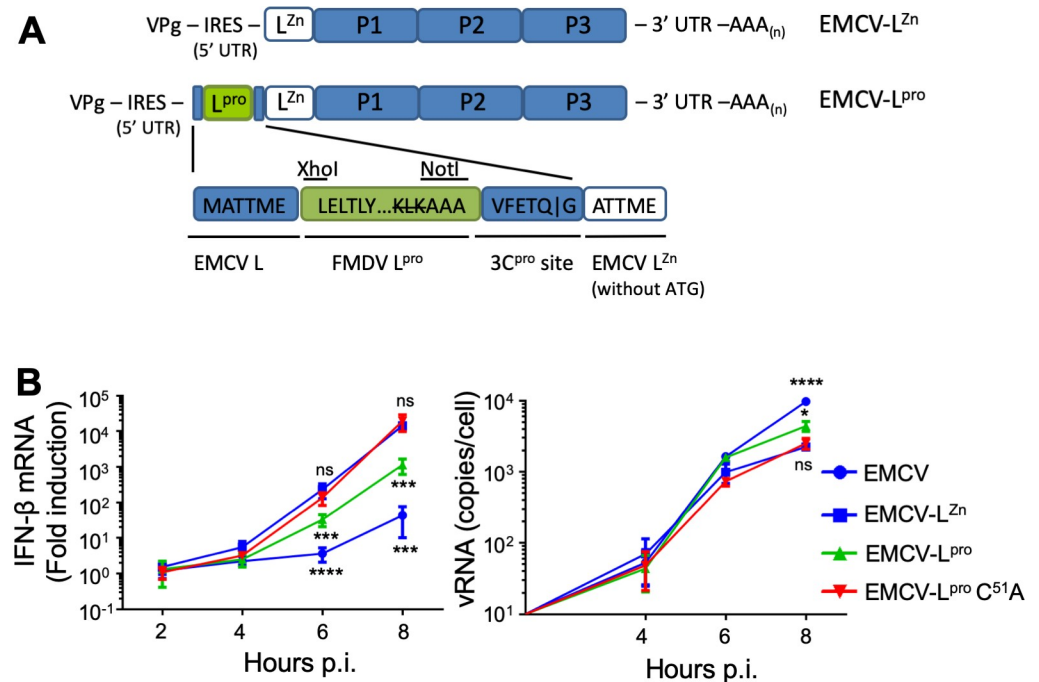 A
VPg – IRES – L^Zn P1 P2 P3 – 3’ UTR –AAA(n) EMCV-L^Zn
(5’ UTR)
VPg – IRES – L^pro L^Zn P1 P2 P3 – 3’ UTR –AAA(n) EMCV-L^pro
(5’ UTR)
XhoI NotI
MATTME LELTLY...KLKAAA VFETQ|G ATTME
EMCV L FMDV L^pro 3C^pro site EMCV L^Zn
(without ATG)
B
IFN-β mRNA
(Fold induction)
10^5
10^4
10^3
10^2
10^1
10^0
10^-1
ns
ns
***
***
****
***
2 4 6 8
Hours p.i.
vRNA (copies/cell)
10^4
10^3
10^2
10^1
****
*
ns
4 6 8
Hours p.i.
EMCV
EMCV-L^Zn
EMCV-L^pro
EMCV-L^pro C^51A